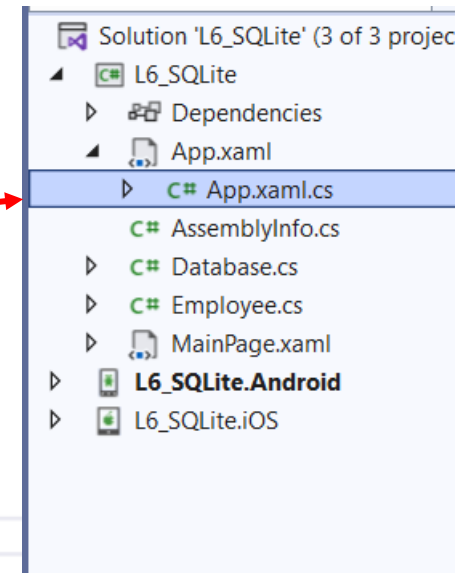 Solution 'L6_SQLite' (3 of 3 projec
C# L6_SQLite
Dependencies
App.xaml
C# App.xaml.cs
C# AssemblyInfo.cs
C# Database.cs
C# Employee.cs
MainPage.xaml
L6_SQLite.Android
L6_SQLite.iOS